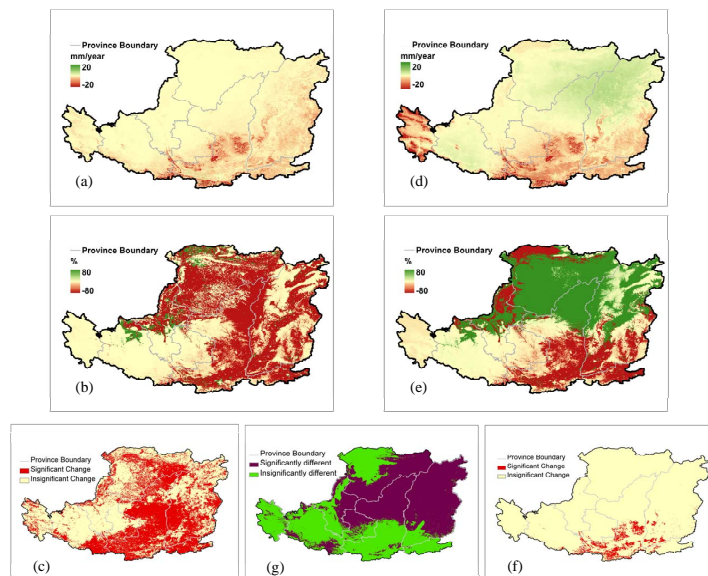 Province Boundary
mm/year
20
-20
(a)
Province Boundary
mm/year
20
-20
(d)
Province Boundary
%
80
-80
(b)
Province Boundary
%
80
-80
(e)
Province Boundary
Significant Change
Insignificant Change
(c)
Province Boundary
Significantly different
Insignificantly different
(g)
Province Boundary
Significant Change
Insignificant Change
(f)